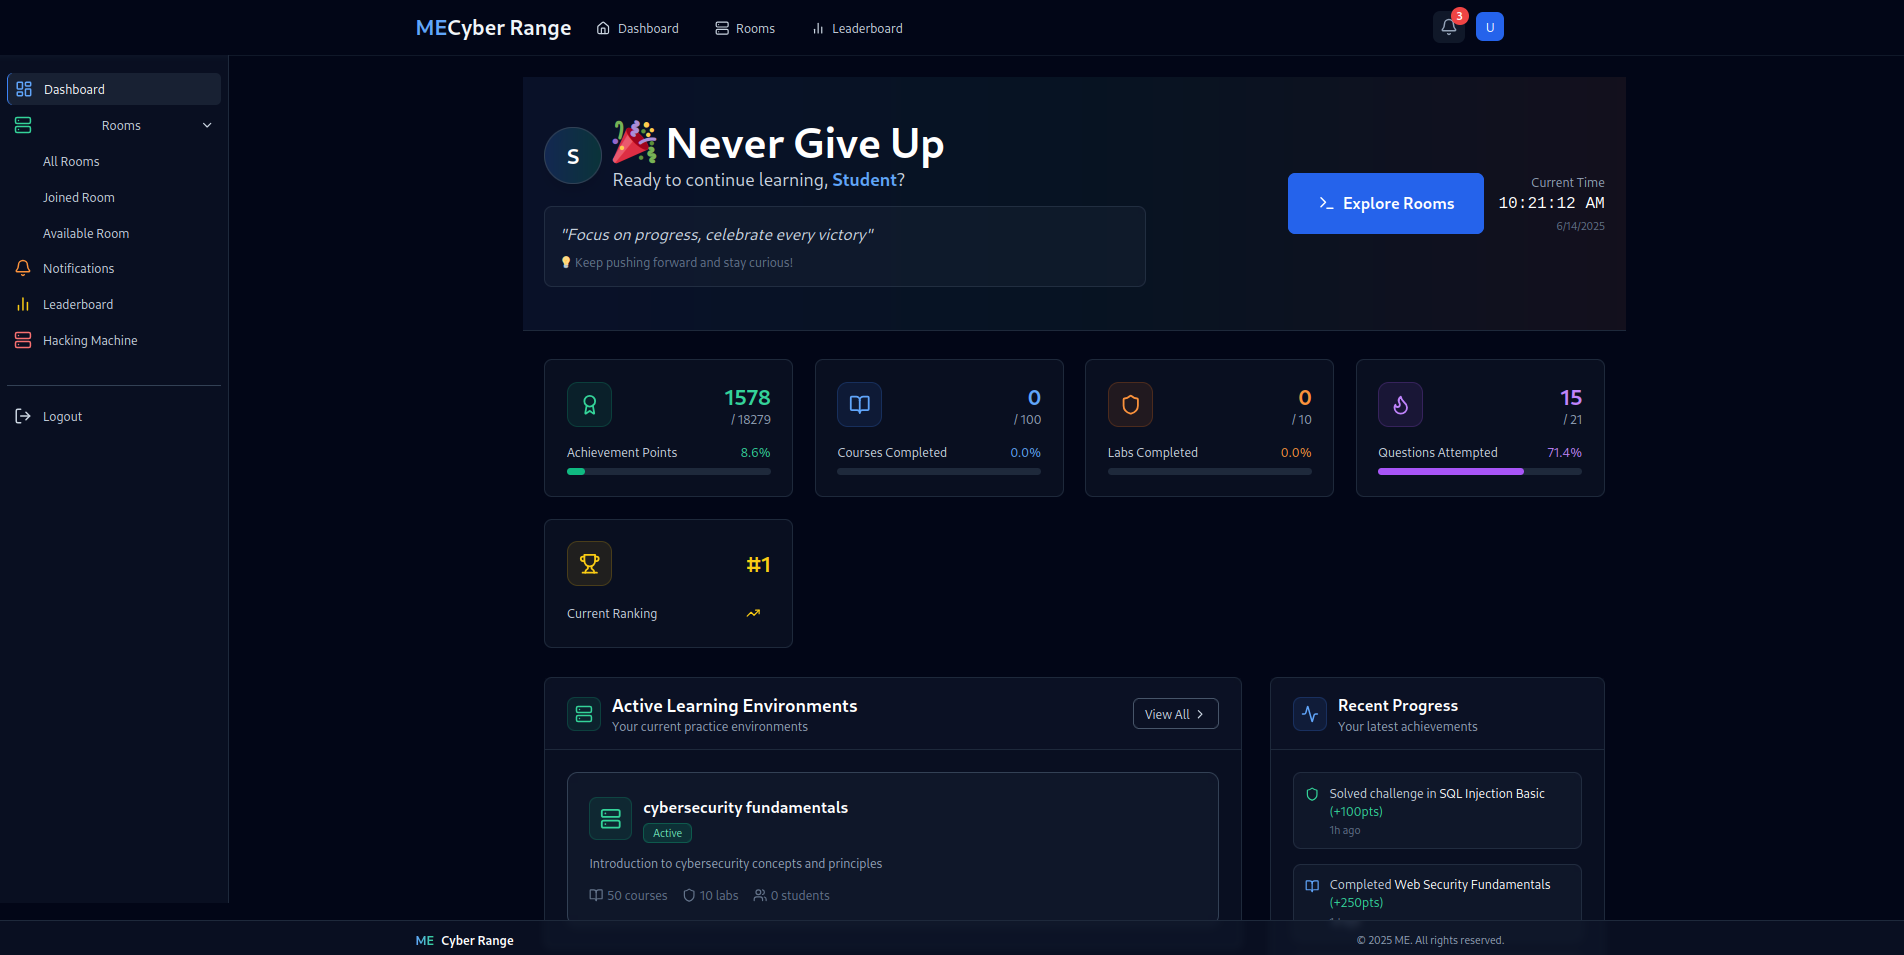 MECyber Range
Dashboard
Rooms
Leaderboard
3
U
Dashboard
Rooms
All Rooms
Joined Room
Available Room
Notifications
Leaderboard
Hacking Machine
Logout
S
Never Give Up
Ready to continue learning, Student?
"Focus on progress, celebrate every victory"
Keep pushing forward and stay curious!
Explore Rooms
Current Time
10:21:12 AM
6/14/2025
1578
/ 18279
Achievement Points
8.6%
0
/ 100
Courses Completed
0.0%
0
/ 10
Labs Completed
0.0%
15
/ 21
Questions Attempted
71.4%
#1
Current Ranking
Active Learning Environments
Your current practice environments
View All
cybersecurity fundamentals
Active
Introduction to cybersecurity concepts and principles
50 courses
10 labs
0 students
Recent Progress
Your latest achievements
Solved challenge in SQL Injection Basic
(+100pts)
1h ago
Completed Web Security Fundamentals
(+250pts)
ME Cyber Range
© 2025 ME. All rights reserved.